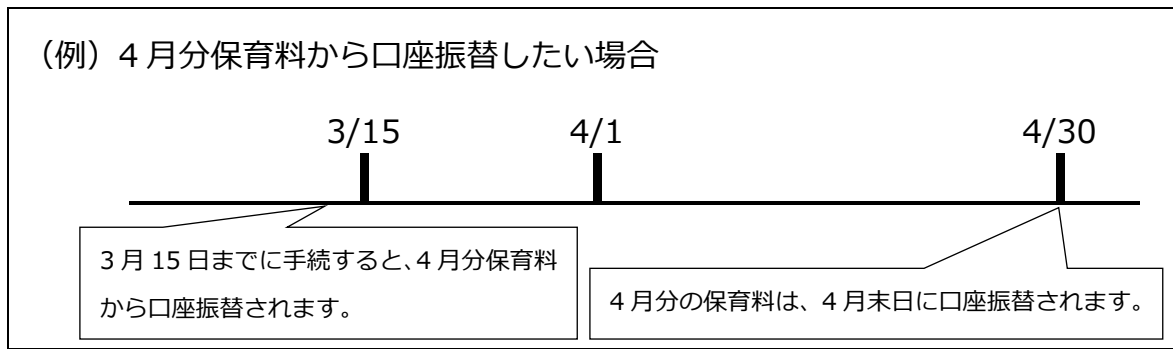 （例）４月分保育料から口座振替したい場合
3/15
4/1
4/30
３月 15 日までに手続すると、４月分保育料
から口座振替されます。
４月分の保育料は、４月末日に口座振替されます。